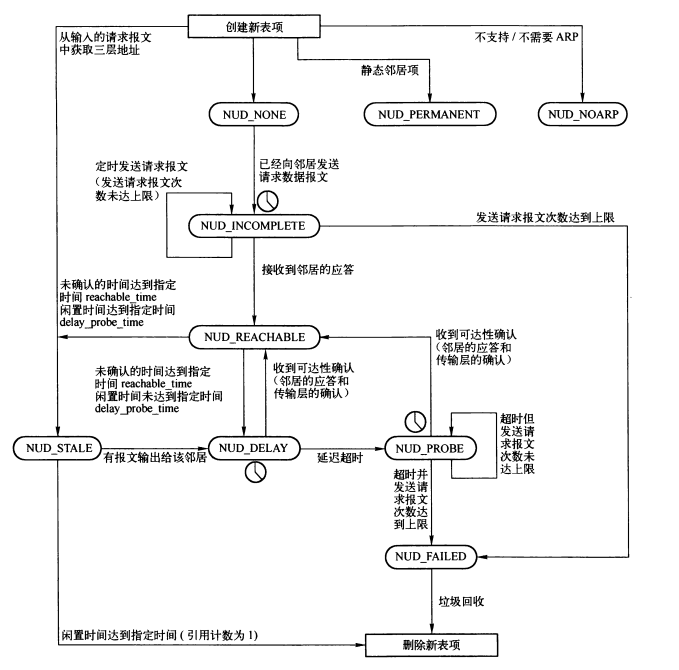 从输入的请求报文
中获取三层地址
创建新表项
不支持 / 不需要 ARP
静态邻居项
NUD_NONE
NUD_PERMANENT
NUD_NOARP
定时发送请求报文
（发送请求报文次
数未达上限）
已经向邻居发送
请求数据报文
NUD_INCOMPLETE
发送请求报文次数达到上限
接收到邻居的应答
未确认的时间达到指定
时间 reachable_time
闲置时间达到指定时间
delay_probe_time
NUD_REACHABLE
收到可达性确认
（邻居的应答和
传输层的确认）
未确认的时间达到指定
时间 reachable_time
闲置时间未达到指定时间
delay_probe_time
收到可达性确认
（邻居的应答和
传输层的确认）
NUD_STALE
有报文输出给该邻居
NUD_DELAY
延迟超时
NUD_PROBE
超时但
发送请
求报文
次数未
达上限
超时并
发送请
求报文
次数达
到上限
NUD_FAILED
垃圾回收
闲置时间达到指定时间 ( 引用计数为 1)
删除新表项